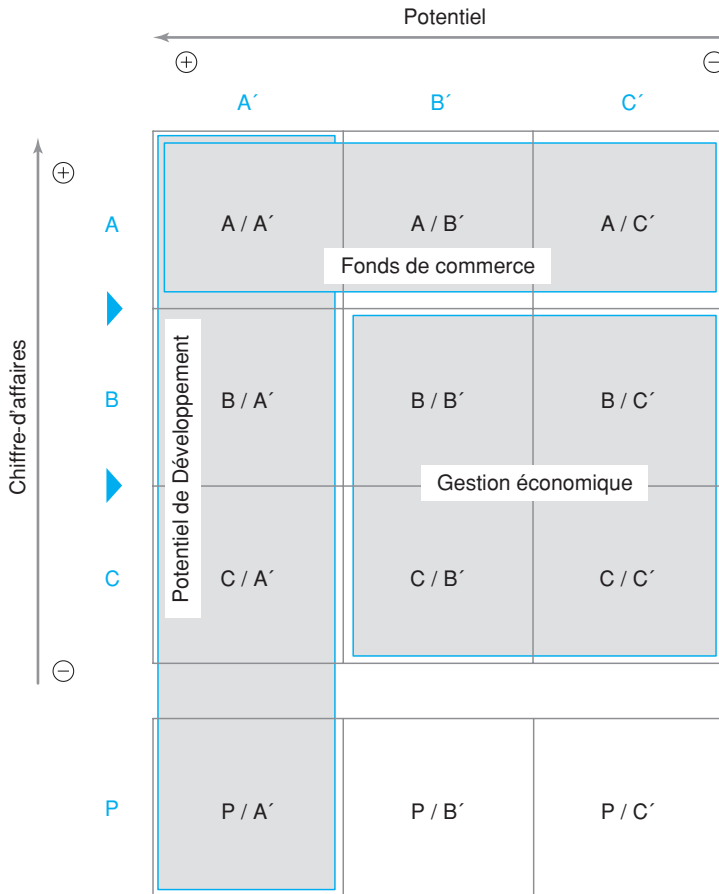 Potentiel
+ −
A´ B´ C´
+
A A / A´ A / B´ A / C´
Fonds de commerce
Chiffre-d'affaires
Potentiel de Développement
B B / A´ B / B´ B / C´
Gestion économique
C C / A´ C / B´ C / C´
−
P P / A´ P / B´ P / C´